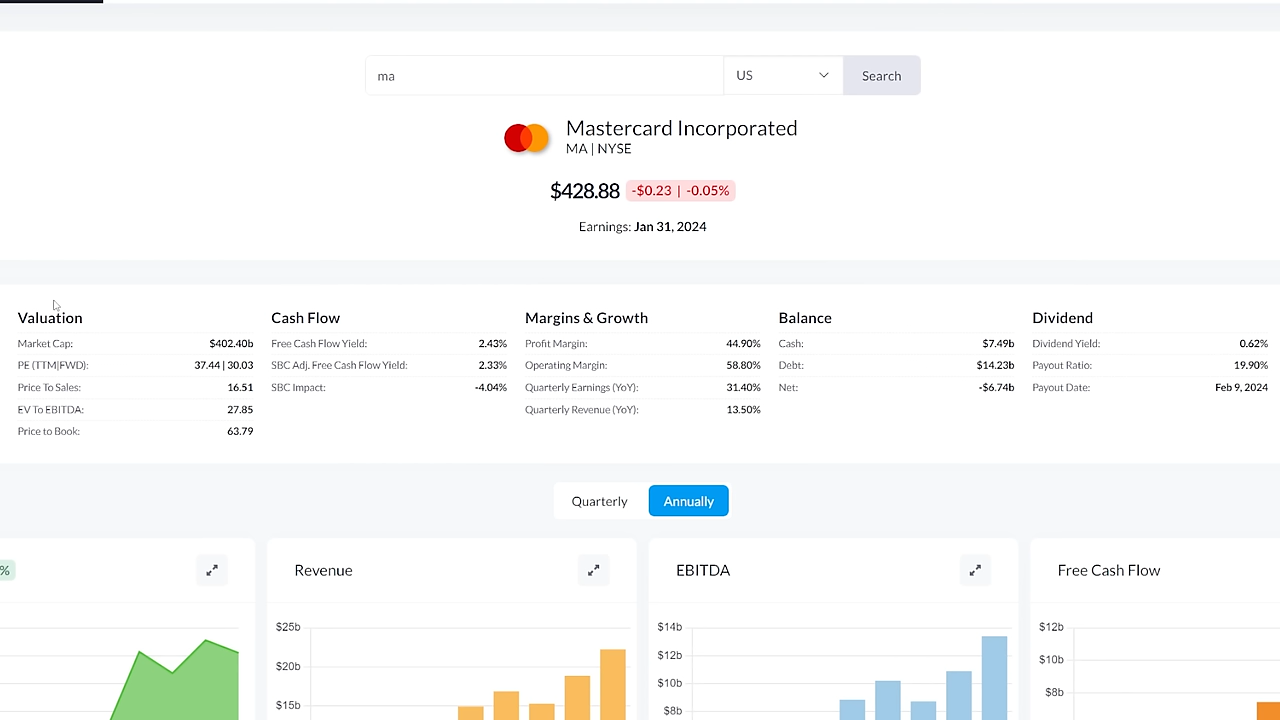 ma
US
Search
Mastercard Incorporated
MA | NYSE
$428.88 -$0.23 | -0.05%
Earnings: Jan 31, 2024
Valuation
Market Cap: $402.40b
PE (TTM|FWD): 37.44 | 30.03
Price To Sales: 16.51
EV To EBITDA: 27.85
Price to Book: 63.79
Cash Flow
Free Cash Flow Yield: 2.43%
SBC Adj. Free Cash Flow Yield: 2.33%
SBC Impact: -4.04%
Margins & Growth
Profit Margin: 44.90%
Operating Margin: 58.80%
Quarterly Earnings (YoY): 31.40%
Quarterly Revenue (YoY): 13.50%
Balance
Cash: $7.49b
Debt: $14.23b
Net: -$6.74b
Dividend
Dividend Yield: 0.62%
Payout Ratio: 19.90%
Payout Date: Feb 9, 2024
Quarterly
Annually
%
Revenue
$25b
$20b
$15b
EBITDA
$14b
$12b
$10b
$8b
Free Cash Flow
$12b
$10b
$8b